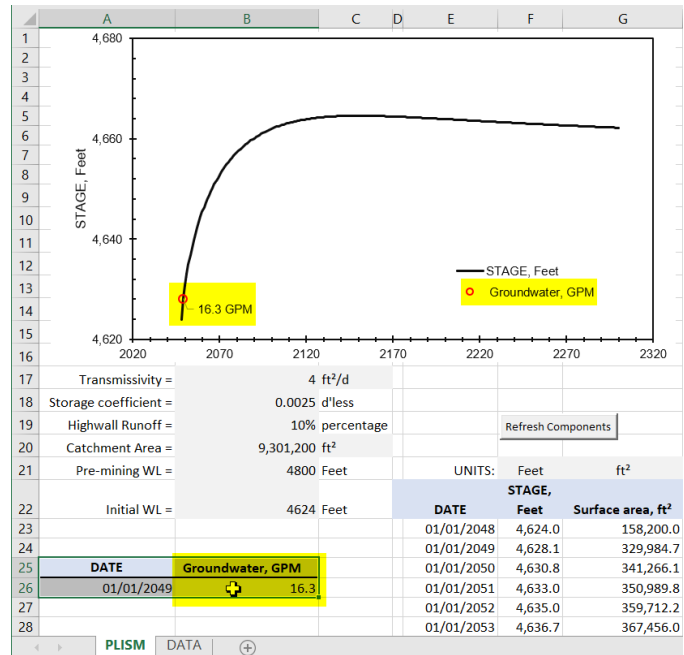 A B C D E F G
1
2
3
4
5
6
7
8
9
10
11
12
13
14
15
16
4,680
4,660
4,640
4,620
STAGE, Feet
STAGE, Feet
Groundwater, GPM
16.3 GPM
2020 2070 2120 2170 2220 2270 2320
17 Transmissivity = 4 ft²/d
18 Storage coefficient = 0.0025 d'less
19 Highwall Runoff = 10% percentage Refresh Components
20 Catchment Area = 9,301,200 ft²
21 Pre-mining WL = 4800 Feet UNITS: Feet ft²
STAGE,
22 Initial WL = 4624 Feet DATE Feet Surface area, ft²
23 01/01/2048 4,624.0 158,200.0
24 01/01/2049 4,628.1 329,984.7
25 DATE Groundwater, GPM 01/01/2050 4,630.8 341,266.1
26 01/01/2049 16.3 01/01/2051 4,633.0 350,989.8
27 01/01/2052 4,635.0 359,712.2
28 01/01/2053 4,636.7 367,456.0
PLISM DATA